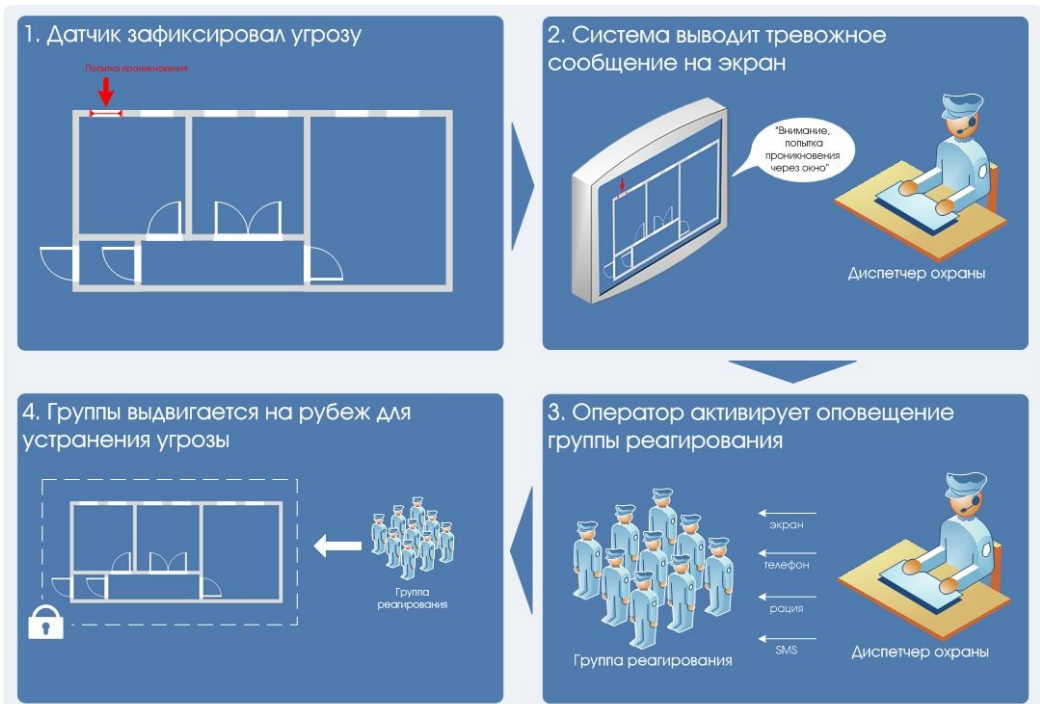 1. Датчик зафиксировал угрозу
Попытка проникновения
2. Система выводит тревожное
сообщение на экран
"Внимание,
попытка
проникновения
через окно"
Диспетчер охраны
3. Оператор активирует оповещение
группы реагирования
экран
телефон
рация
SMS
Группа реагирования
Диспетчер охраны
4. Группы выдвигается на рубеж для
устранения угрозы
Группа
реагирования